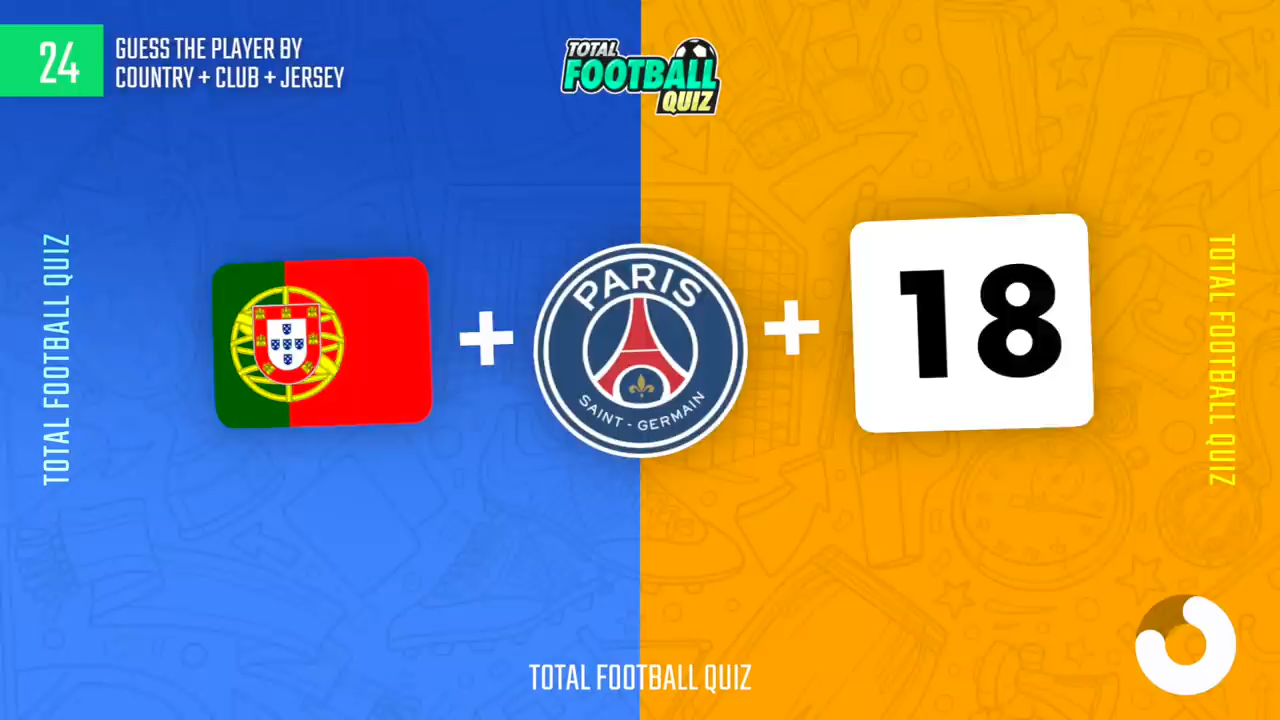 24
GUESS THE PLAYER BY
COUNTRY + CLUB + JERSEY
TOTAL
FOOTBALL
QUIZ
TOTAL FOOTBALL QUIZ
+
PARIS
SAINT - GERMAIN
+
18
TOTAL FOOTBALL QUIZ
TOTAL FOOTBALL QUIZ